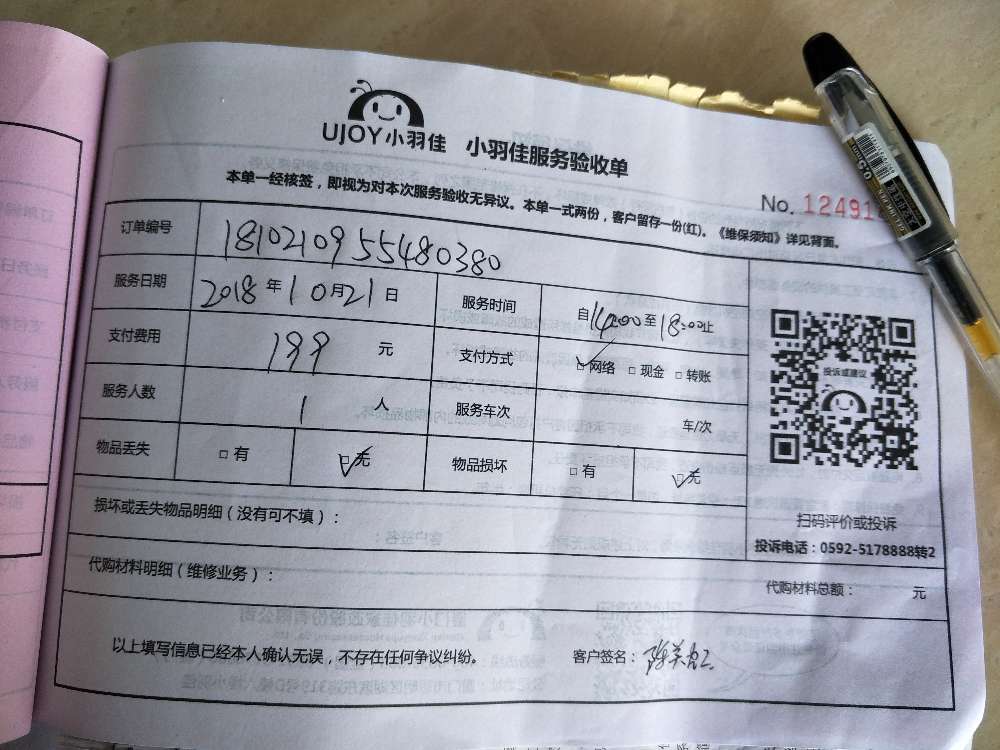 UJOY小羽佳 小羽佳服务验收单
本单一经核签，即视为对本次服务验收无异议。本单一式两份，客户留存一份(红)。《维保须知》详见背面。
No. 12491
订单编号 1810210955480380
服务日期 2018年10月21日 服务时间 自14:00至18:00止
支付费用 199 元 支付方式 ☑网络 □现金 □转账
服务人数 1 人 服务车次 车/次
物品丢失 □有 ☑无 物品损坏 □有 ☑无
投诉或建议
扫码评价或投诉
投诉电话：0592-5178888转2
损坏或丢失物品明细（没有可不填）：
代购材料明细（维修业务）： 代购材料总额： 元
以上填写信息已经本人确认无误，不存在任何争议纠纷。 客户签名：